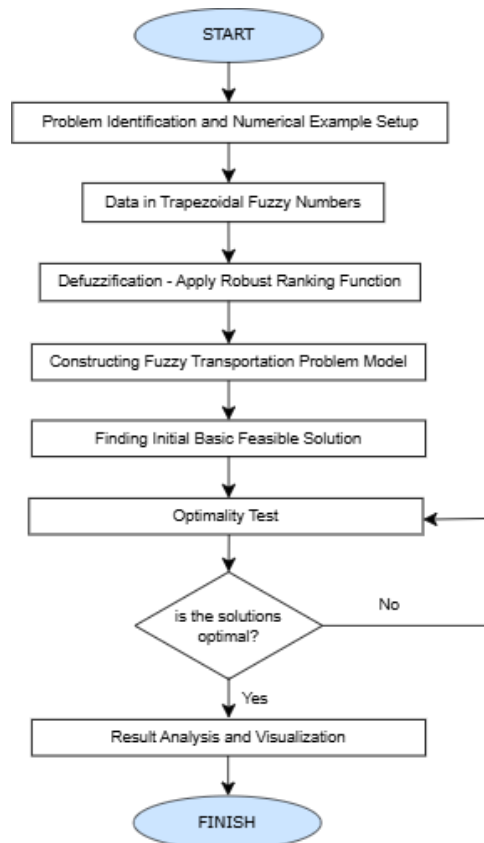 START
Problem Identification and Numerical Example Setup
Data in Trapezoidal Fuzzy Numbers
Defuzzification - Apply Robust Ranking Function
Constructing Fuzzy Transportation Problem Model
Finding Initial Basic Feasible Solution
Optimality Test
is the solutions
optimal?
No
Yes
Result Analysis and Visualization
FINISH